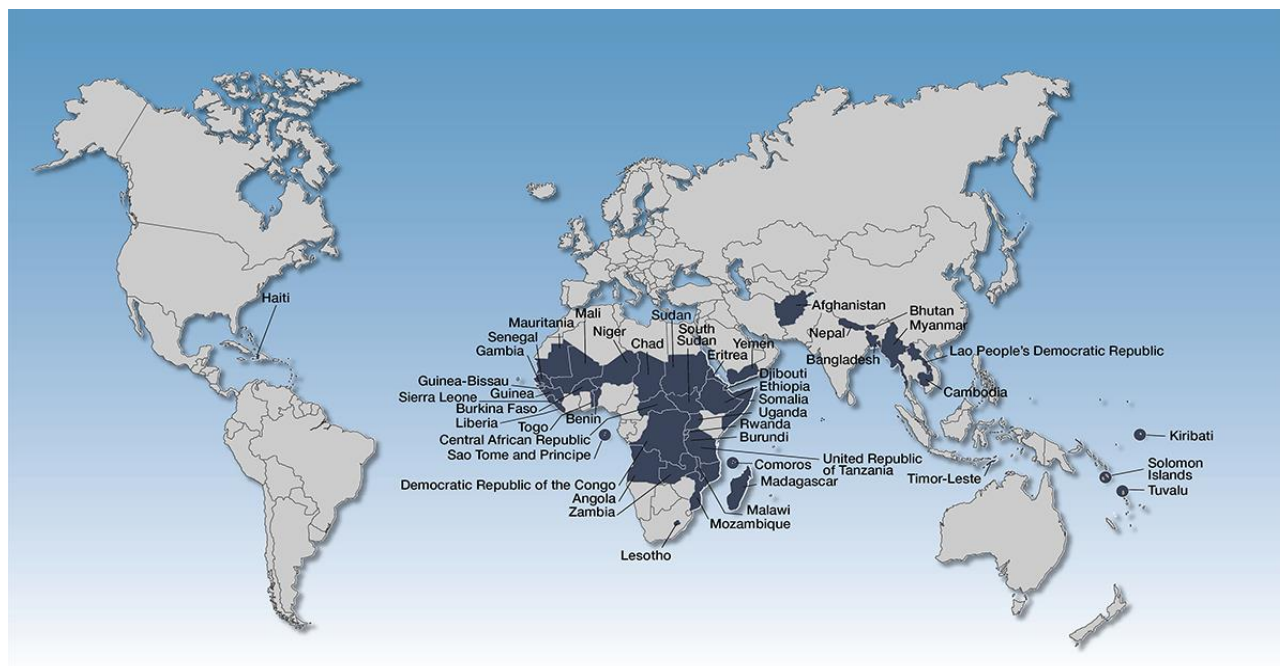 Haiti
Mali
Sudan
Mauritania
Niger
South
Sudan
Senegal
Chad
Yemen
Gambia
Eritrea
Guinea-Bissau
Djibouti
Guinea
Ethiopia
Sierra Leone
Somalia
Burkina Faso
Uganda
Liberia
Benin
Togo
Rwanda
Central African Republic
Burundi
Sao Tome and Principe
United Republic
of Tanzania
Comoros
Madagascar
Democratic Republic of the Congo
Angola
Zambia
Malawi
Mozambique
Lesotho
Afghanistan
Bhutan
Nepal
Myanmar
Bangladesh
Lao People's Democratic Republic
Cambodia
Kiribati
Solomon
Islands
Timor-Leste
Tuvalu